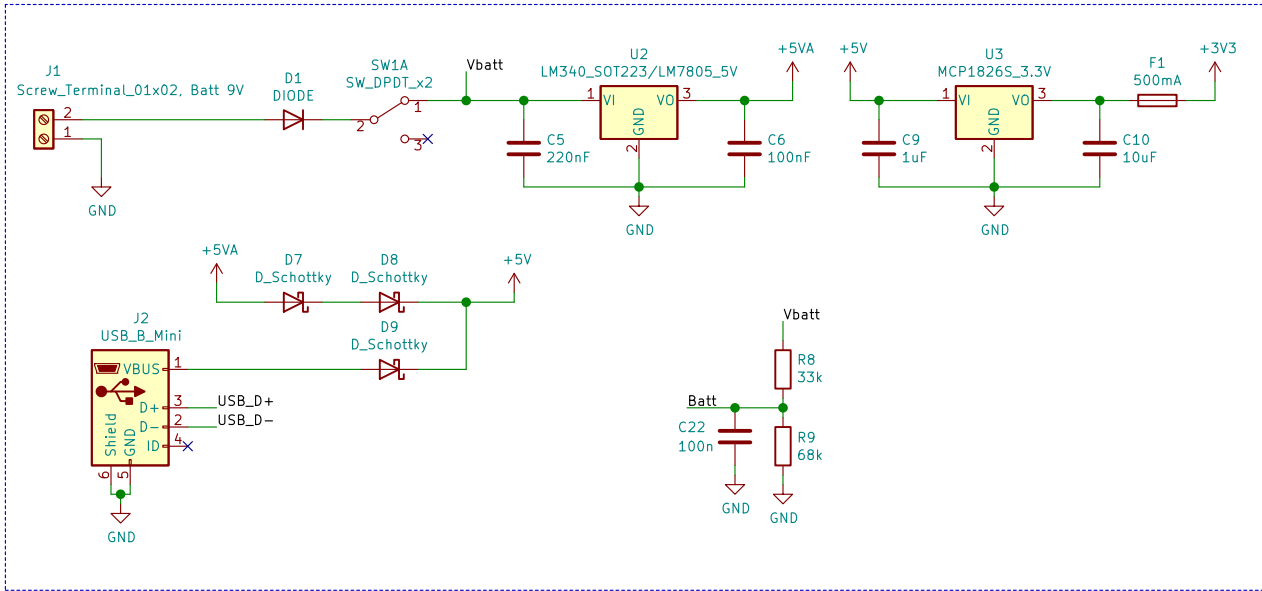 J1
Screw_Terminal_01x02, Batt 9V
2
1
GND
D1
DIODE
SW1A
SW_DPDT_x2
2
1
3
Vbatt
C5
220nF
U2
LM340_SOT223/LM7805_5V
1
VI
VO
3
GND
2
GND
C6
100nF
+5VA
+5V
C9
1uF
U3
MCP1826S_3.3V
1
VI
VO
3
GND
2
GND
C10
10uF
F1
500mA
+3V3
+5VA
D7
D_Schottky
D8
D_Schottky
+5V
D9
D_Schottky
J2
USB_B_Mini
VBUS
1
D+
3
USB_D+
D-
2
USB_D-
ID
4
Shield
GND
6
5
GND
Vbatt
R8
33k
Batt
C22
100n
R9
68k
GND
GND